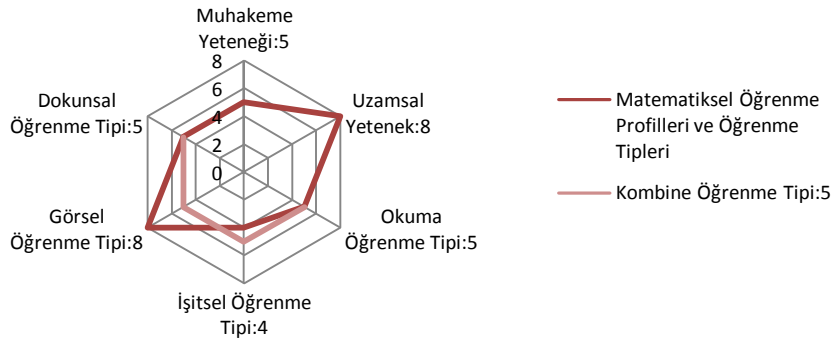 Muhakeme
Yeteneği:5
8
6
4
2
0
Uzamsal
Yetenek:8
Okuma
Öğrenme Tipi:5
İşitsel Öğrenme
Tipi:4
Görsel
Öğrenme Tipi:8
Dokunsal
Öğrenme Tipi:5
Matematiksel Öğrenme
Profilleri ve Öğrenme
Tipleri
Kombine Öğrenme Tipi:5